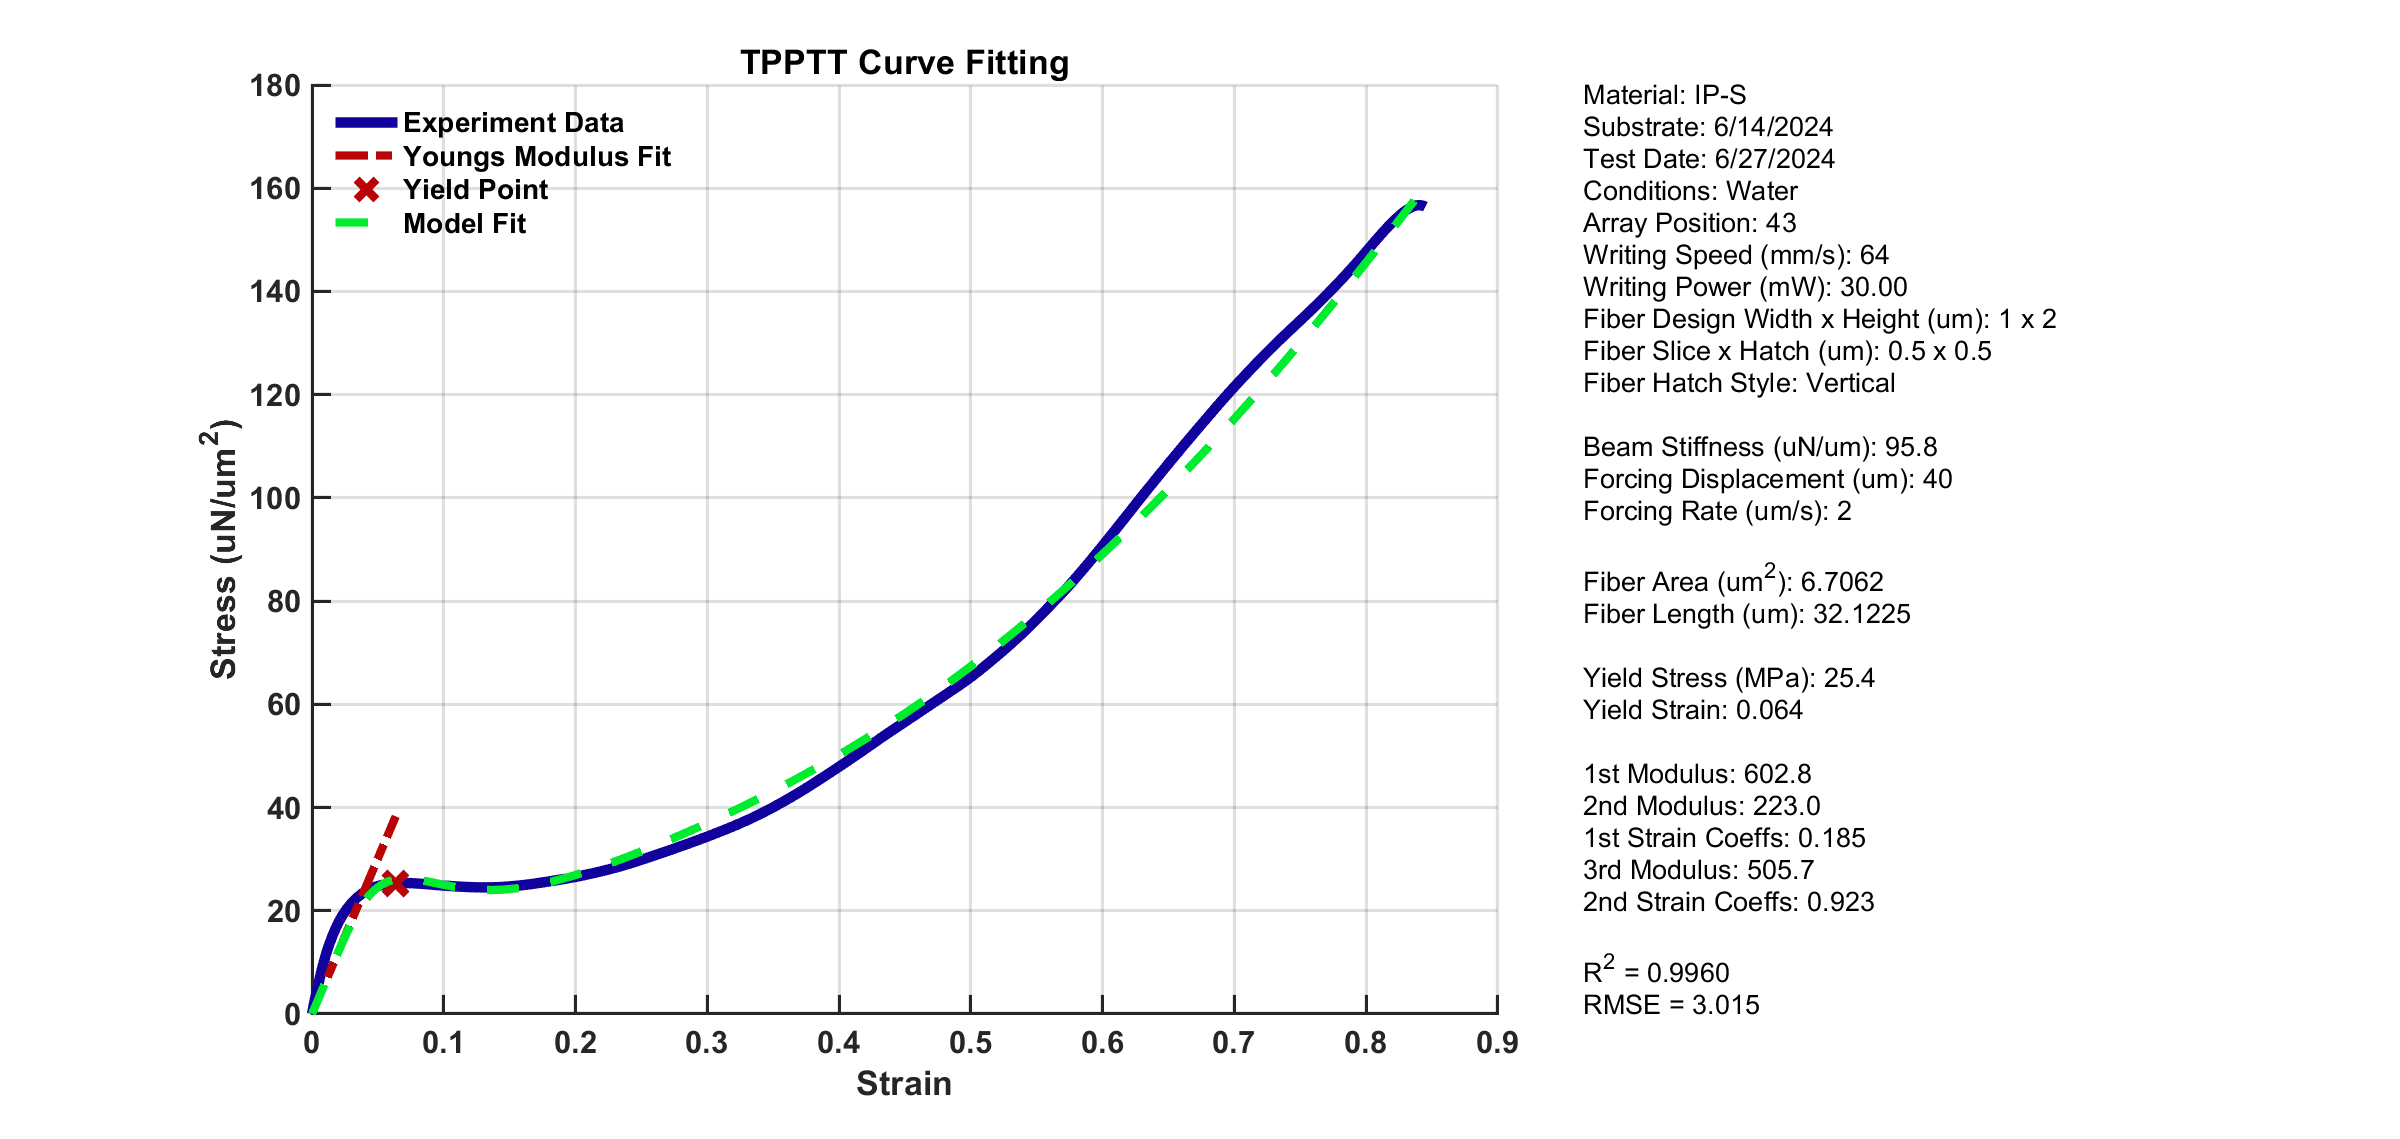 TPPTT Curve Fitting
180
160
140
120
100
80
60
40
20
0
Stress (uN/um²)
Experiment Data
Youngs Modulus Fit
Yield Point
Model Fit
0 0.1 0.2 0.3 0.4 0.5 0.6 0.7 0.8 0.9
Strain
Material: IP-S
Substrate: 6/14/2024
Test Date: 6/27/2024
Conditions: Water
Array Position: 43
Writing Speed (mm/s): 64
Writing Power (mW): 30.00
Fiber Design Width x Height (um): 1 x 2
Fiber Slice x Hatch (um): 0.5 x 0.5
Fiber Hatch Style: Vertical
Beam Stiffness (uN/um): 95.8
Forcing Displacement (um): 40
Forcing Rate (um/s): 2
Fiber Area (um²): 6.7062
Fiber Length (um): 32.1225
Yield Stress (MPa): 25.4
Yield Strain: 0.064
1st Modulus: 602.8
2nd Modulus: 223.0
1st Strain Coeffs: 0.185
3rd Modulus: 505.7
2nd Strain Coeffs: 0.923
R² = 0.9960
RMSE = 3.015